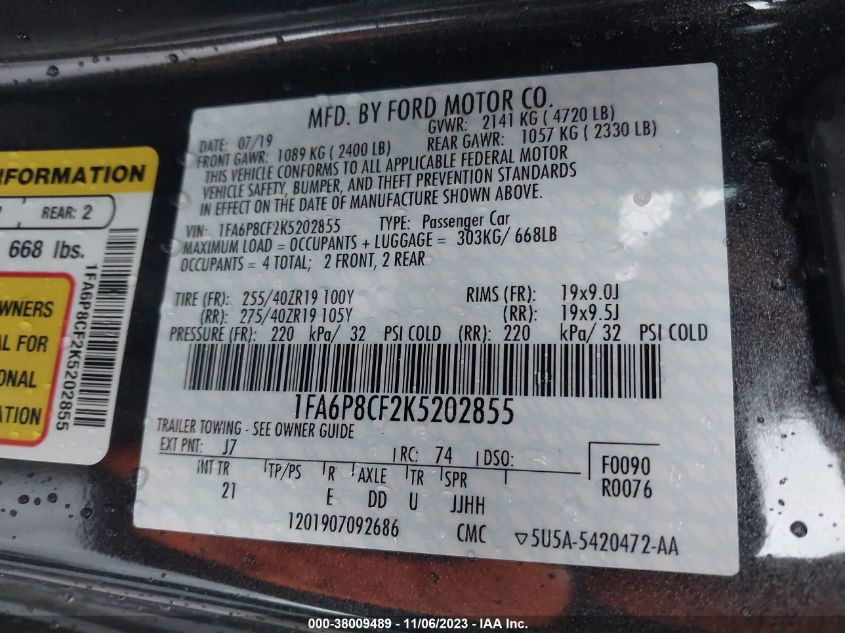 MFD. BY FORD MOTOR CO.
DATE: 07/19 GVWR: 2141 KG ( 4720 LB)
FRONT GAWR: 1089 KG ( 2400 LB) REAR GAWR: 1057 KG ( 2330 LB)
THIS VEHICLE CONFORMS TO ALL APPLICABLE FEDERAL MOTOR
VEHICLE SAFETY, BUMPER, AND THEFT PREVENTION STANDARDS
IN EFFECT ON THE DATE OF MANUFACTURE SHOWN ABOVE.
VIN: 1FA6P8CF2K5202855 TYPE: Passenger Car
MAXIMUM LOAD = OCCUPANTS + LUGGAGE = 303KG/ 668LB
OCCUPANTS = 4 TOTAL; 2 FRONT, 2 REAR
TIRE (FR): 255/40ZR19 100Y RIMS (FR): 19x9.0J
(RR): 275/40ZR19 105Y (RR): 19x9.5J
PRESSURE (FR): 220 kPa/ 32 PSI COLD (RR): 220 kPa/ 32 PSI COLD
1FA6P8CF2K5202855
TRAILER TOWING - SEE OWNER GUIDE
EXT PNT: J7 RC: 74 DSO: F0090
INT TR TP/PS R AXLE TR SPR R0076
21 E DD U JJHH
1201907092686 CMC ▽5U5A-5420472-AA
INFORMATION
REAR: 2
668 lbs.
OWNERS
AL FOR
ONAL
ATION
1FA6P8CF2K5202855
000-38009489 - 11/06/2023 - IAA Inc.